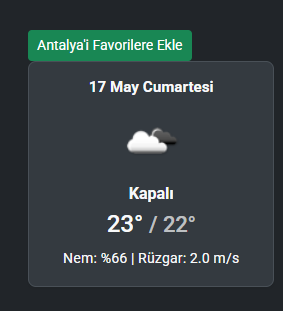 Antalya'i Favorilere Ekle
17 May Cumartesi
Kapalı
23° / 22°
Nem: %66 | Rüzgar: 2.0 m/s